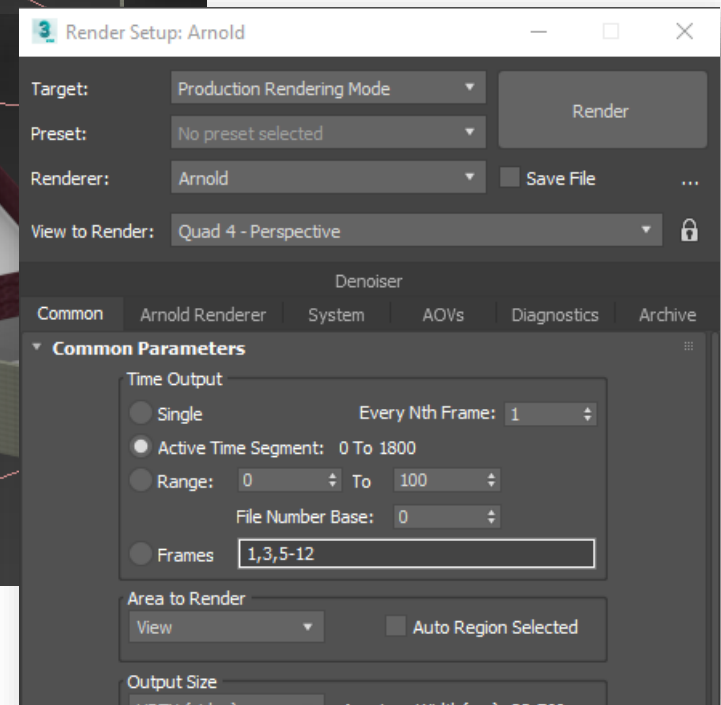 Render Setup: Arnold
Target: Production Rendering Mode
Render
Preset: No preset selected
Renderer: Arnold Save File ...
View to Render: Quad 4 - Perspective
Denoiser
Common Arnold Renderer System AOVs Diagnostics Archive
Common Parameters
Time Output
Single Every Nth Frame: 1
Active Time Segment: 0 To 1800
Range: 0 To 100
File Number Base: 0
Frames 1,3,5-12
Area to Render
View Auto Region Selected
Output Size